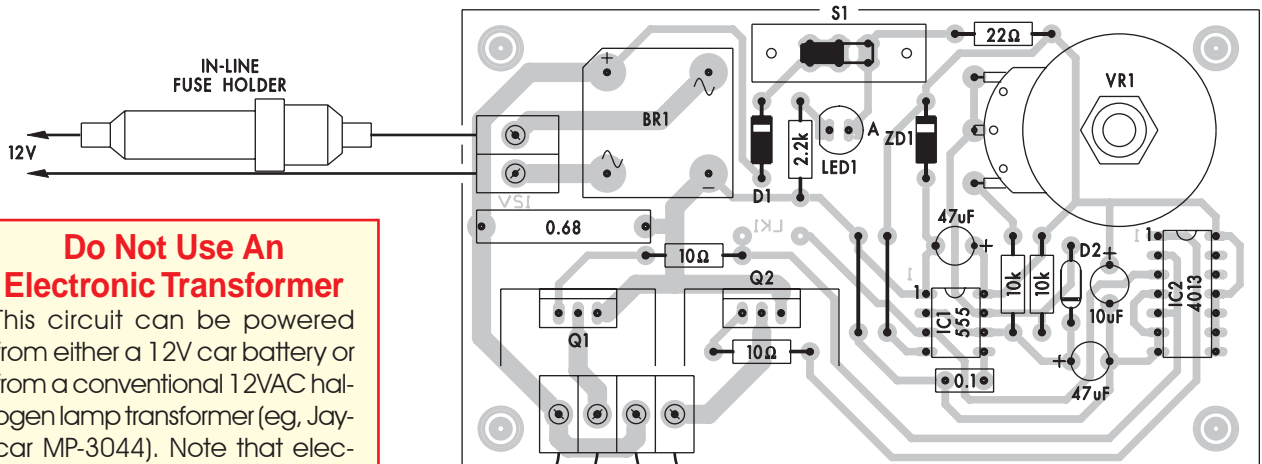 S1
22Ω
IN-LINE
FUSE HOLDER
VR1
+
BR1
12V
A
ZD1
2.2k
LED1
–
D1
12V
47uF
LK1
0.68
+
1
D2
+
1
10Ω
Q2
10k
10k
1
IC1
555
10uF
IC2
4013
Q1
10Ω
+
0.1
47uF
Do Not Use An
Electronic Transformer
This circuit can be powered
from either a 12V car battery or
from a conventional 12VAC hal-
ogen lamp transformer (eg, Jay-
car MP-3044). Note that elec-